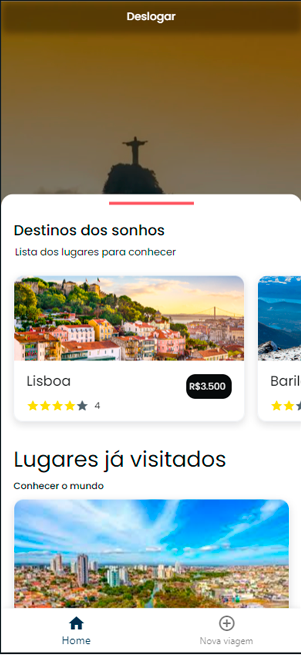 Deslogar
Destinos dos sonhos
Lista dos lugares para conhecer
Lisboa
R$3.500
4
Baril
Lugares já visitados
Conhecer o mundo
Home
Nova viagem